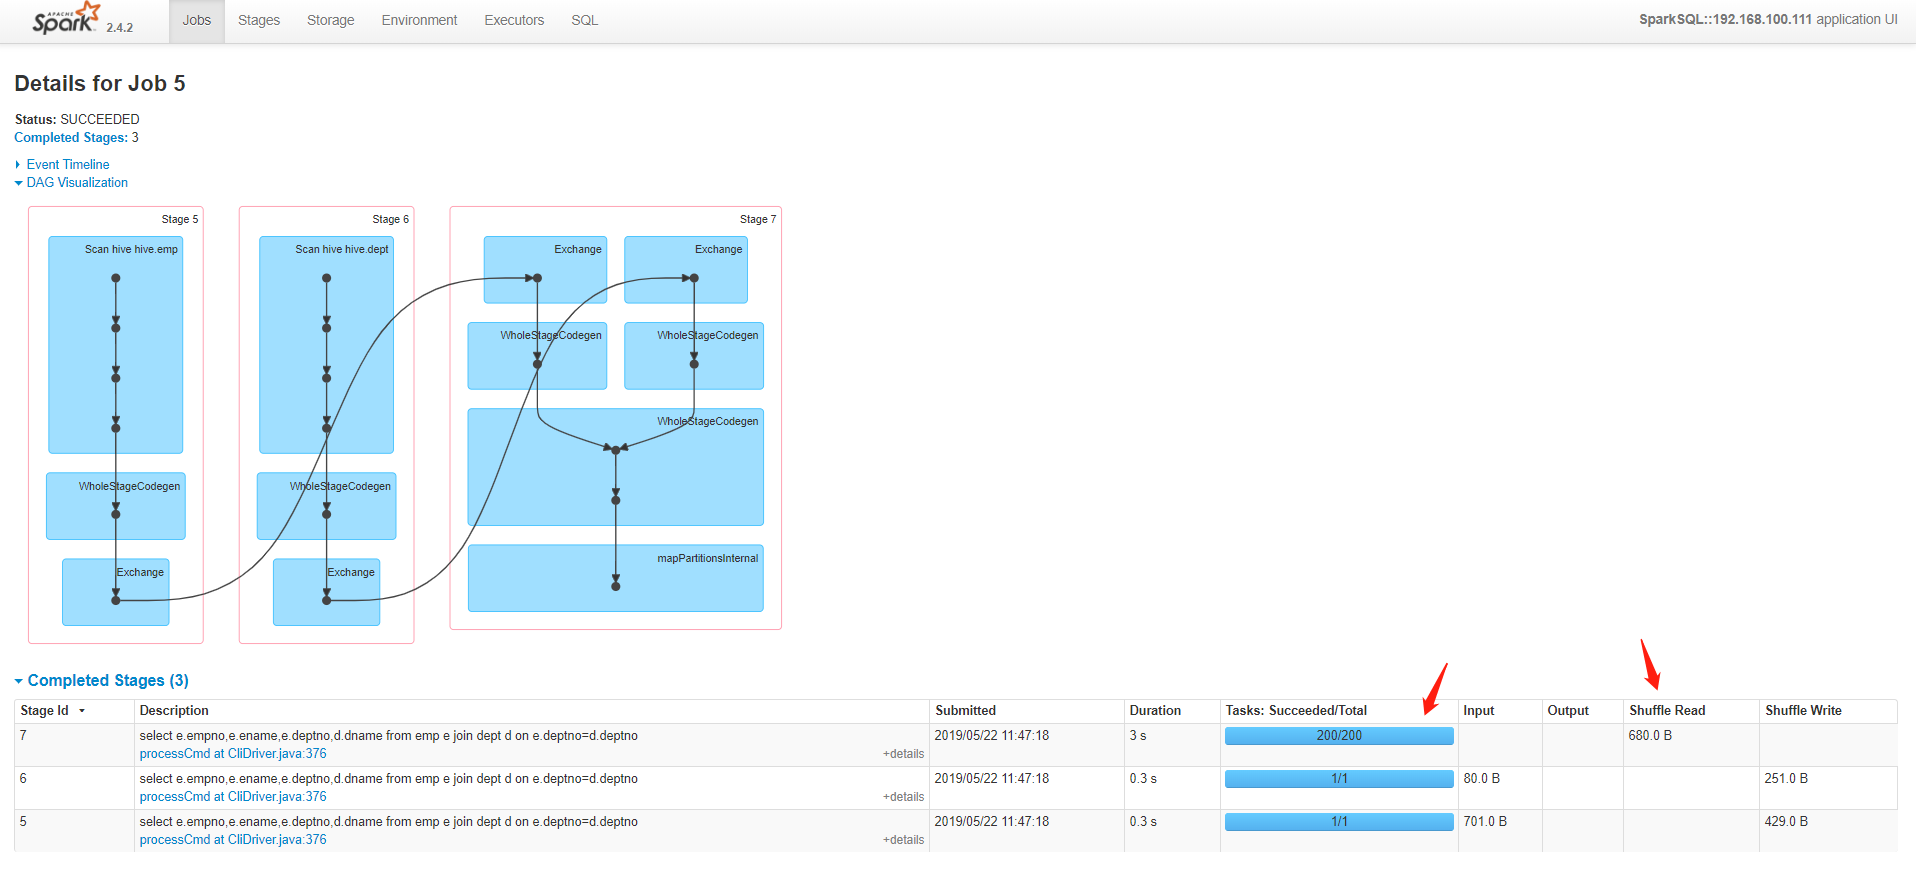 APACHE
Spark 2.4.2 Jobs Stages Storage Environment Executors SQL SparkSQL::192.168.100.111 application UI
Details for Job 5
Status: SUCCEEDED
Completed Stages: 3
Event Timeline
DAG Visualization
Stage 5
Scan hive hive.emp
WholeStageCodegen
Exchange
Stage 6
Scan hive hive.dept
WholeStageCodegen
Exchange
Stage 7
Exchange
Exchange
WholeStageCodegen
WholeStageCodegen
WholeStageCodegen
mapPartitionsInternal
Completed Stages (3)
Stage Id Description Submitted Duration Tasks: Succeeded/Total Input Output Shuffle Read Shuffle Write
7 select e.empno,e.ename,e.deptno,d.dname from emp e join dept d on e.deptno=d.deptno 2019/05/22 11:47:18 3 s 200/200 680.0 B
processCmd at CliDriver.java:376 +details
6 select e.empno,e.ename,e.deptno,d.dname from emp e join dept d on e.deptno=d.deptno 2019/05/22 11:47:18 0.3 s 1/1 80.0 B 251.0 B
processCmd at CliDriver.java:376 +details
5 select e.empno,e.ename,e.deptno,d.dname from emp e join dept d on e.deptno=d.deptno 2019/05/22 11:47:18 0.3 s 1/1 701.0 B 429.0 B
processCmd at CliDriver.java:376 +details